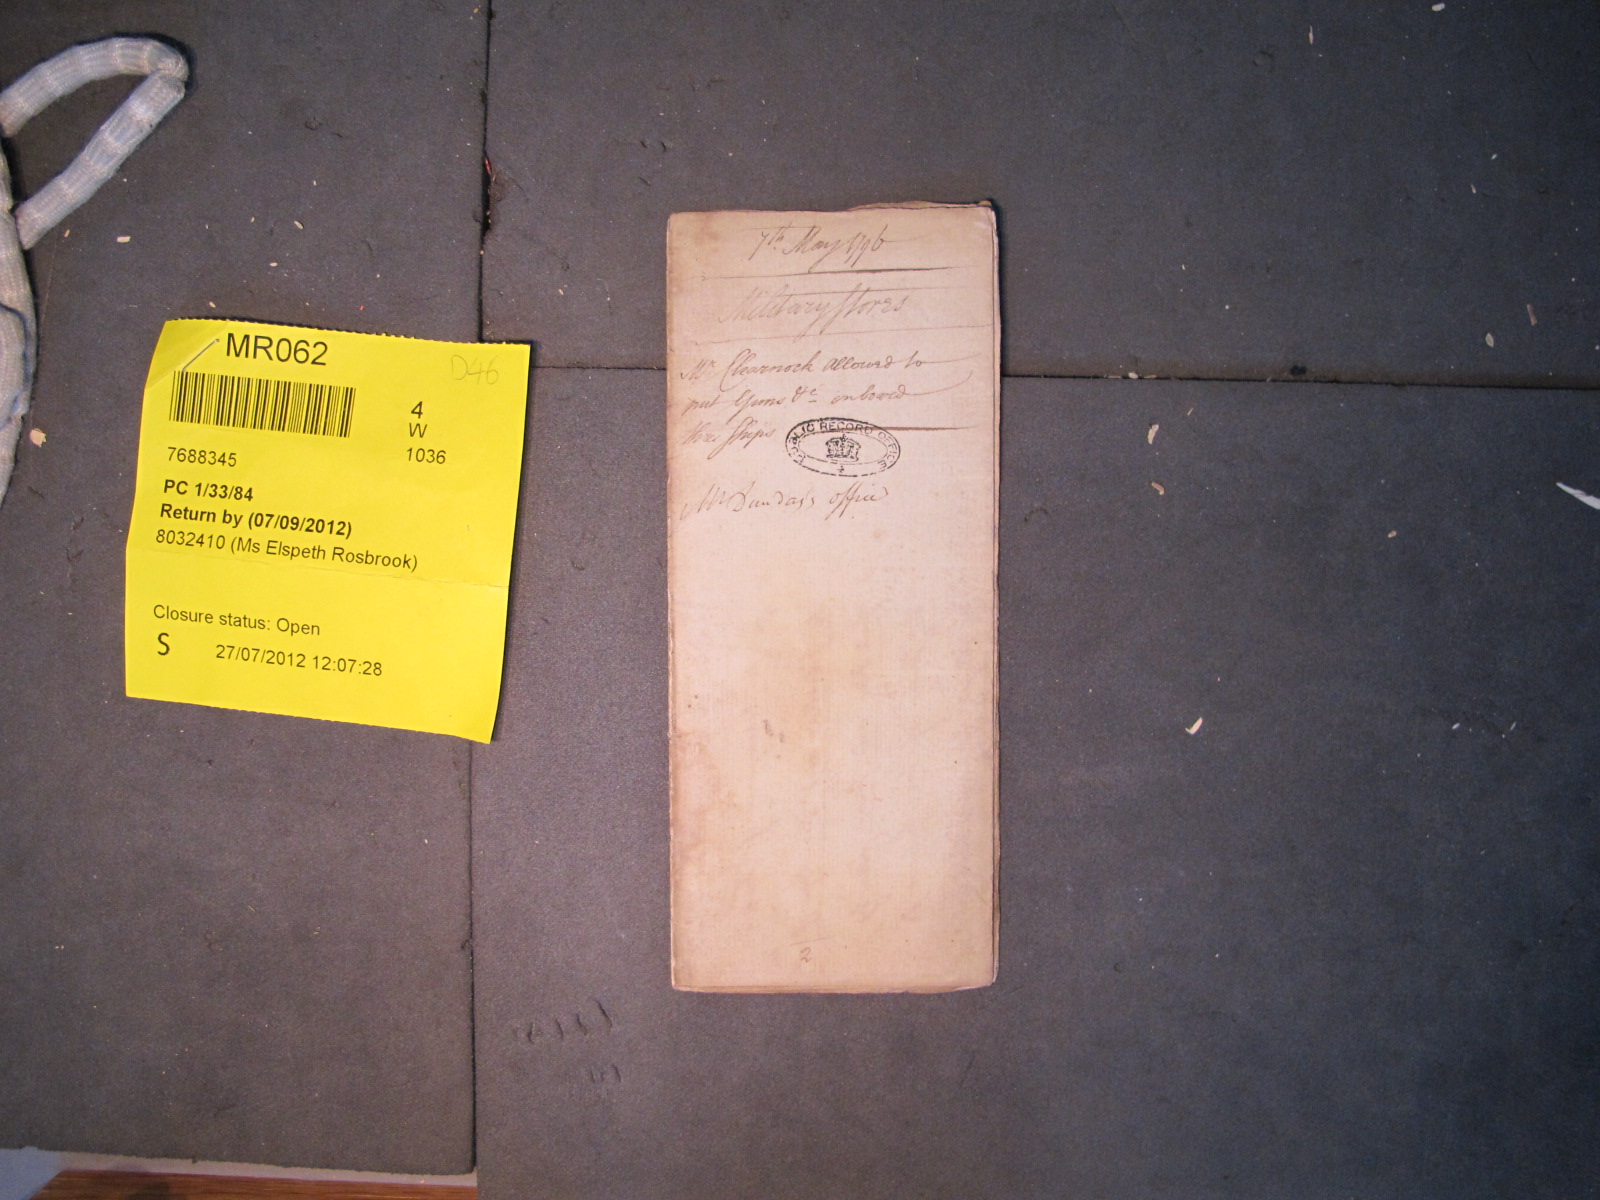 MR062
D46
4
W
1036
7688345
PC 1/33/84
Return by (07/09/2012)
8032410 (Ms Elspeth Rosbrook)
Closure status: Open
S 27/07/2012 12:07:28
7th May 1796
Military Stores
Mr Clearnock allowed to
put Guns &c onboard
three Ships
PUBLIC RECORD OFFICE
Mr Dundas's office
2